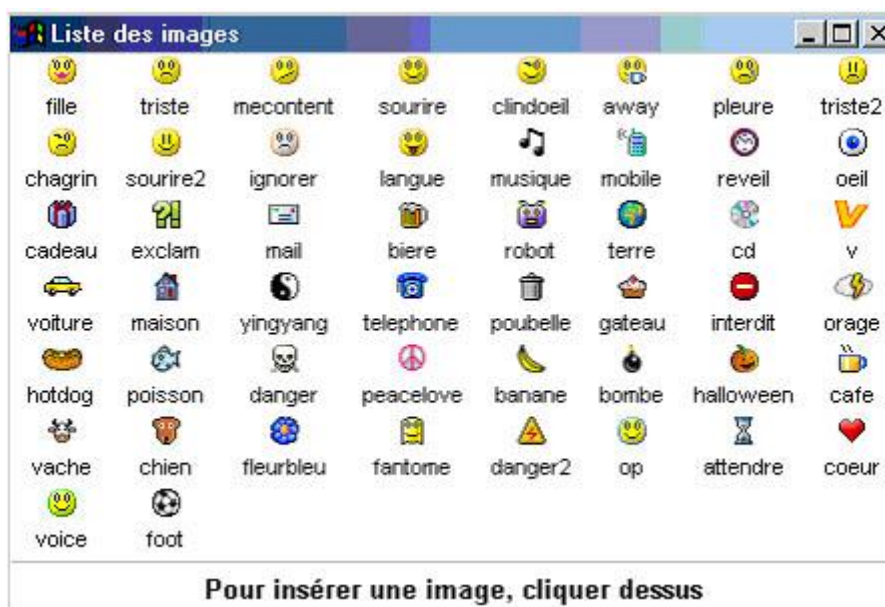 Liste des images
fille triste mecontent sourire clindoeil away pleure triste2
chagrin sourire2 ignorer langue musique mobile reveil oeil
cadeau exclam mail biere robot terre cd v
voiture maison yingyang telephone poubelle gateau interdit orage
hotdog poisson danger peacelove banane bombe halloween cafe
vache chien fleurbleu fantome danger2 op attendre coeur
voice foot
Pour insérer une image, cliquer dessus